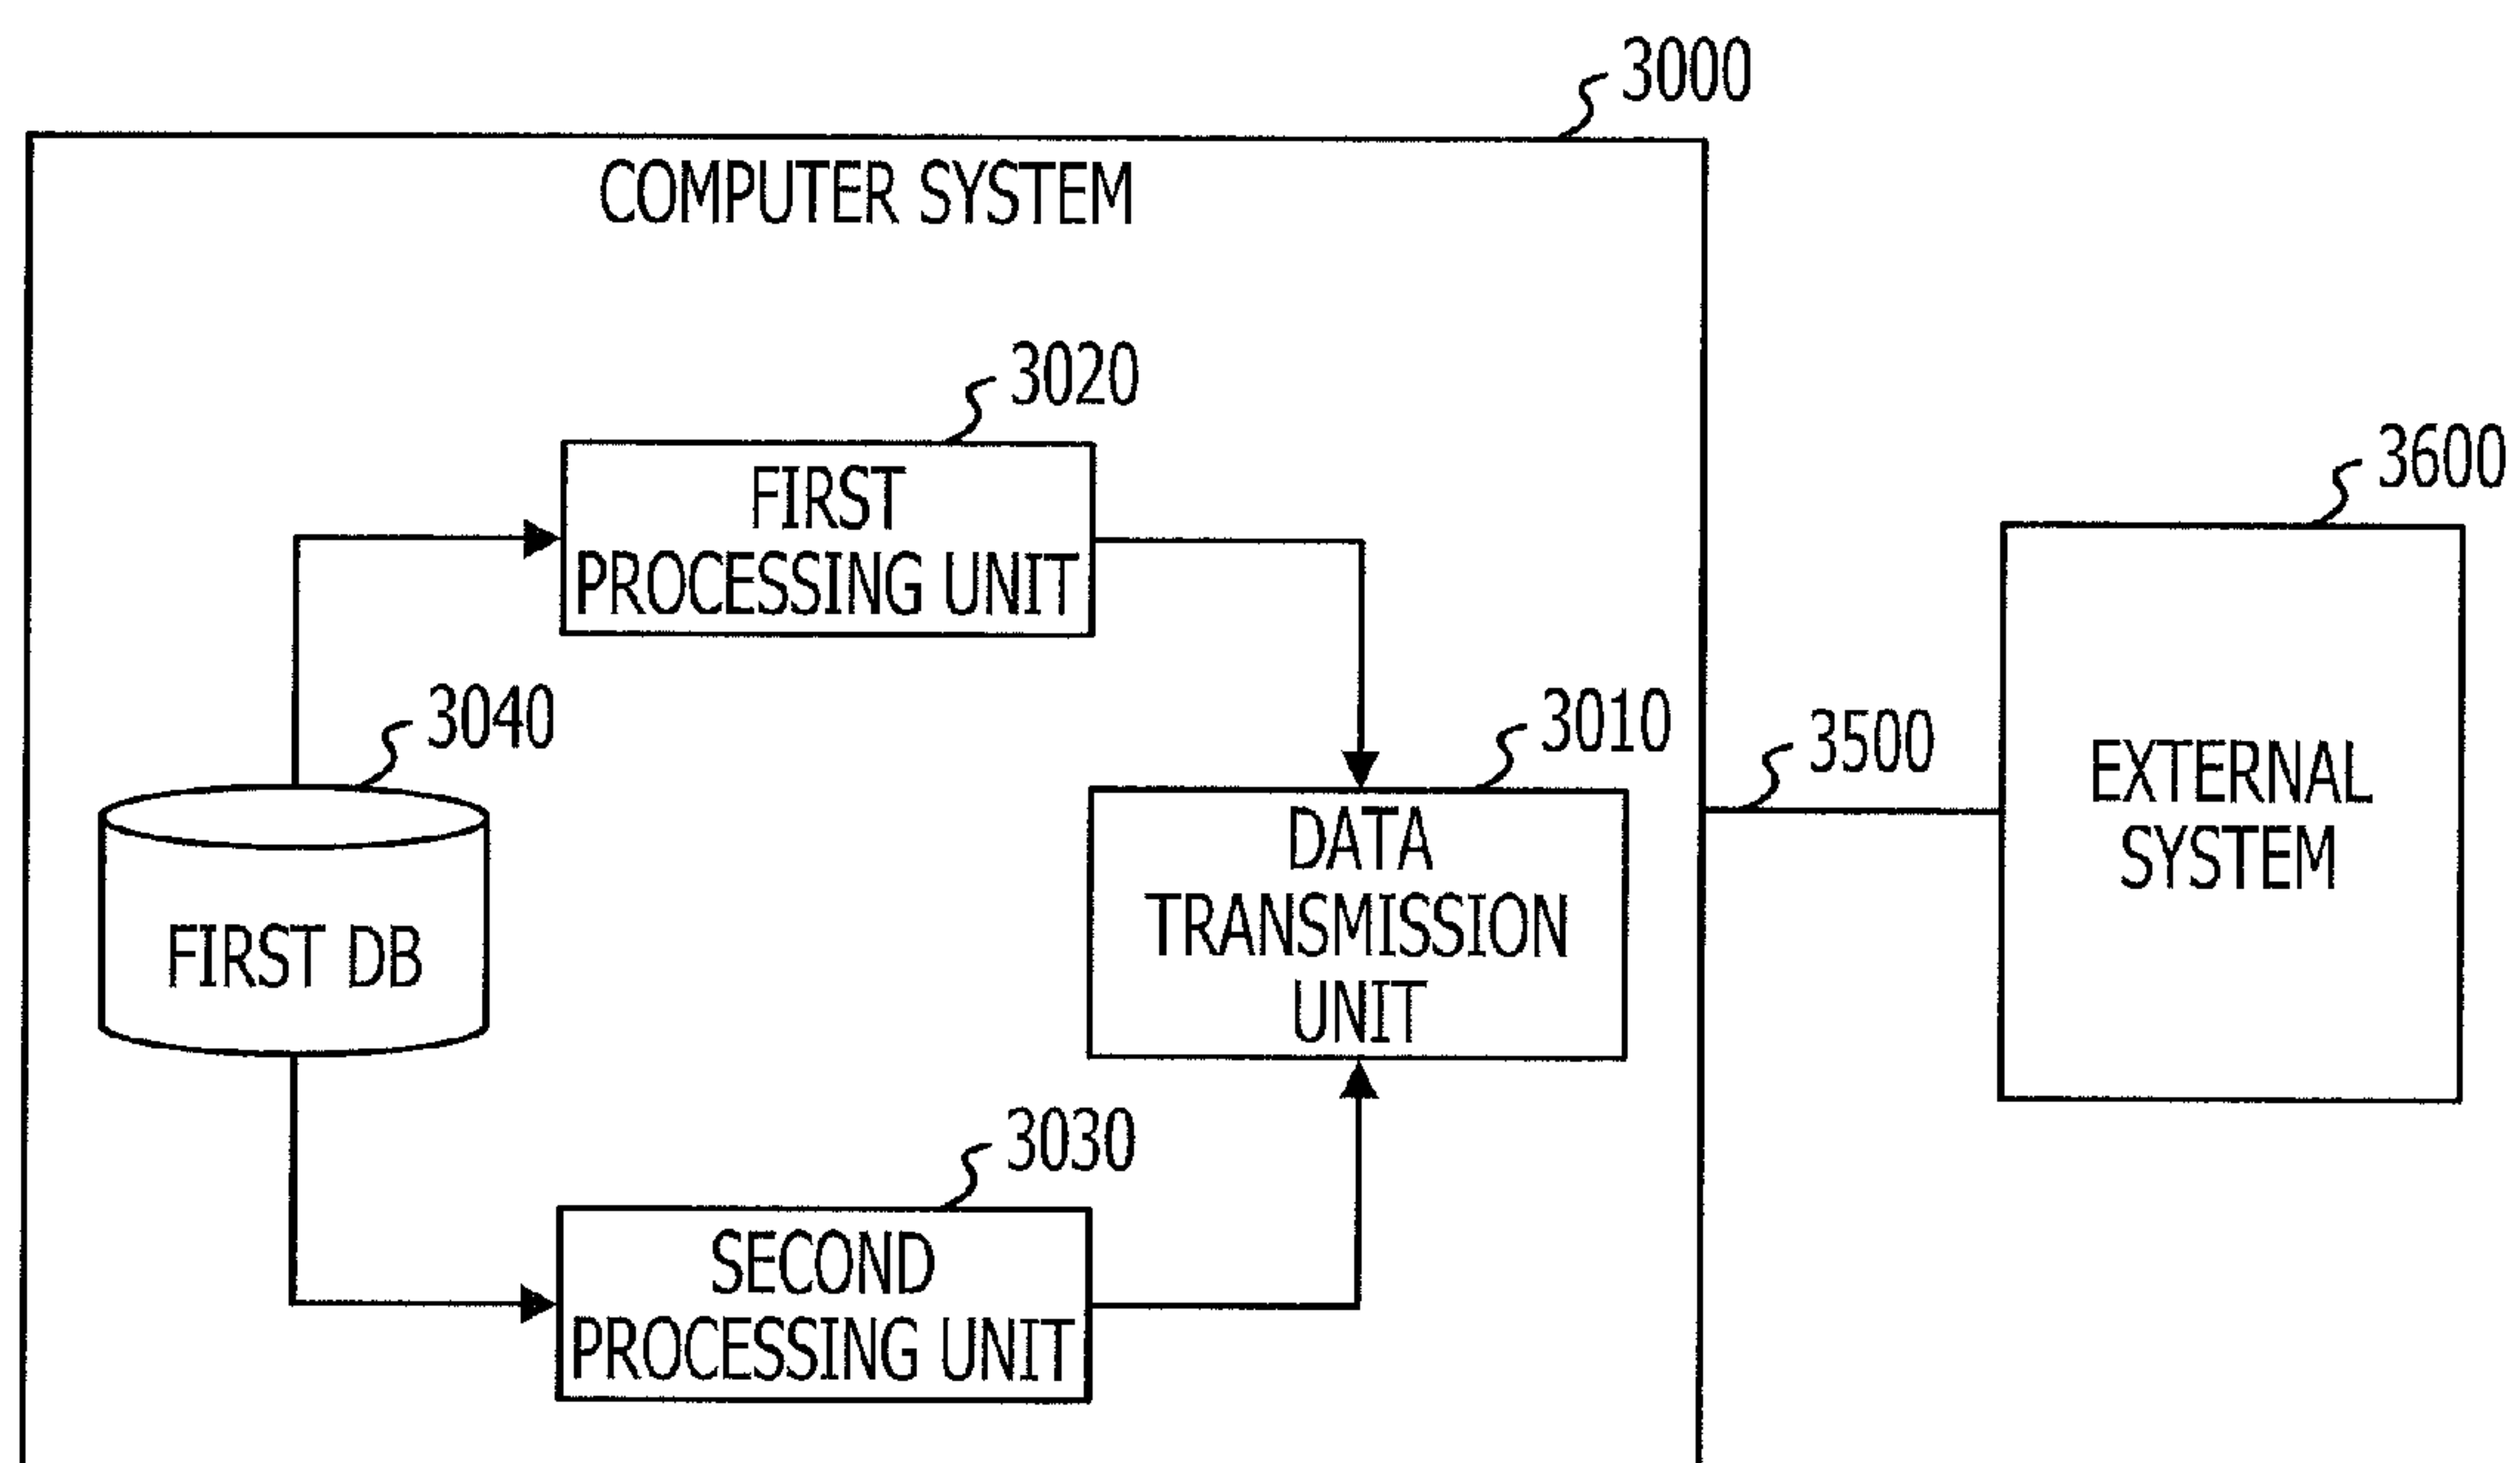 3000
COMPUTER SYSTEM
3020
FIRST
PROCESSING UNIT
3600
EXTERNAL
SYSTEM
3040
FIRST DB
3010
DATA
TRANSMISSION
UNIT
3500
3030
SECOND
PROCESSING UNIT